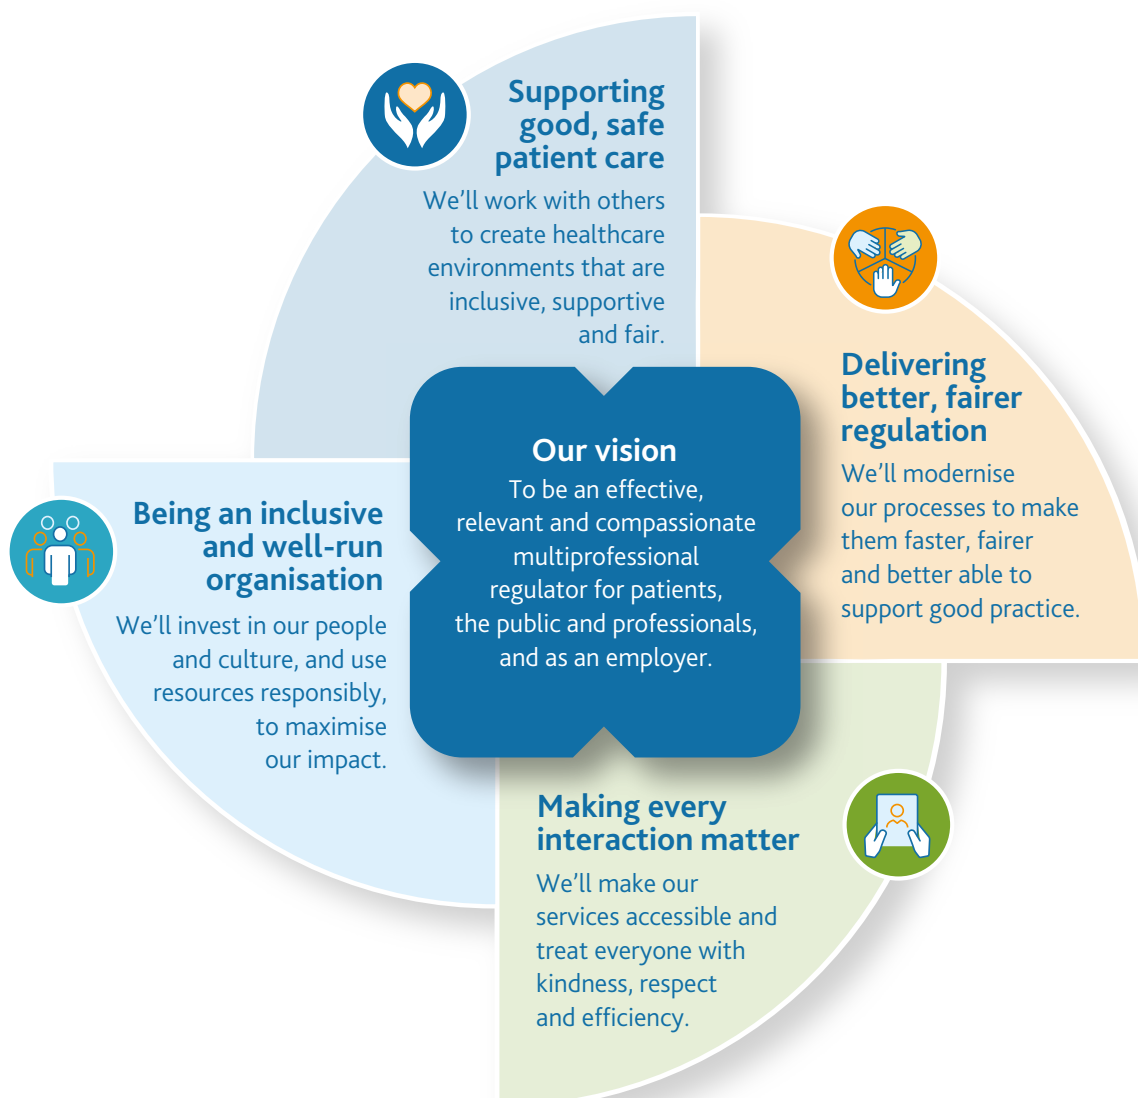 Supporting
good, safe
patient care
We’ll work with others
to create healthcare
environments that are
inclusive, supportive
and fair.
Delivering
better, fairer
regulation
We’ll modernise
our processes to make
them faster, fairer
and better able to
support good practice.
Our vision
To be an effective,
relevant and compassionate
multiprofessional
regulator for patients,
the public and professionals,
and as an employer.
Being an inclusive
and well-run
organisation
We’ll invest in our people
and culture, and use
resources responsibly,
to maximise
our impact.
Making every
interaction matter
We’ll make our
services accessible and
treat everyone with
kindness, respect
and efficiency.